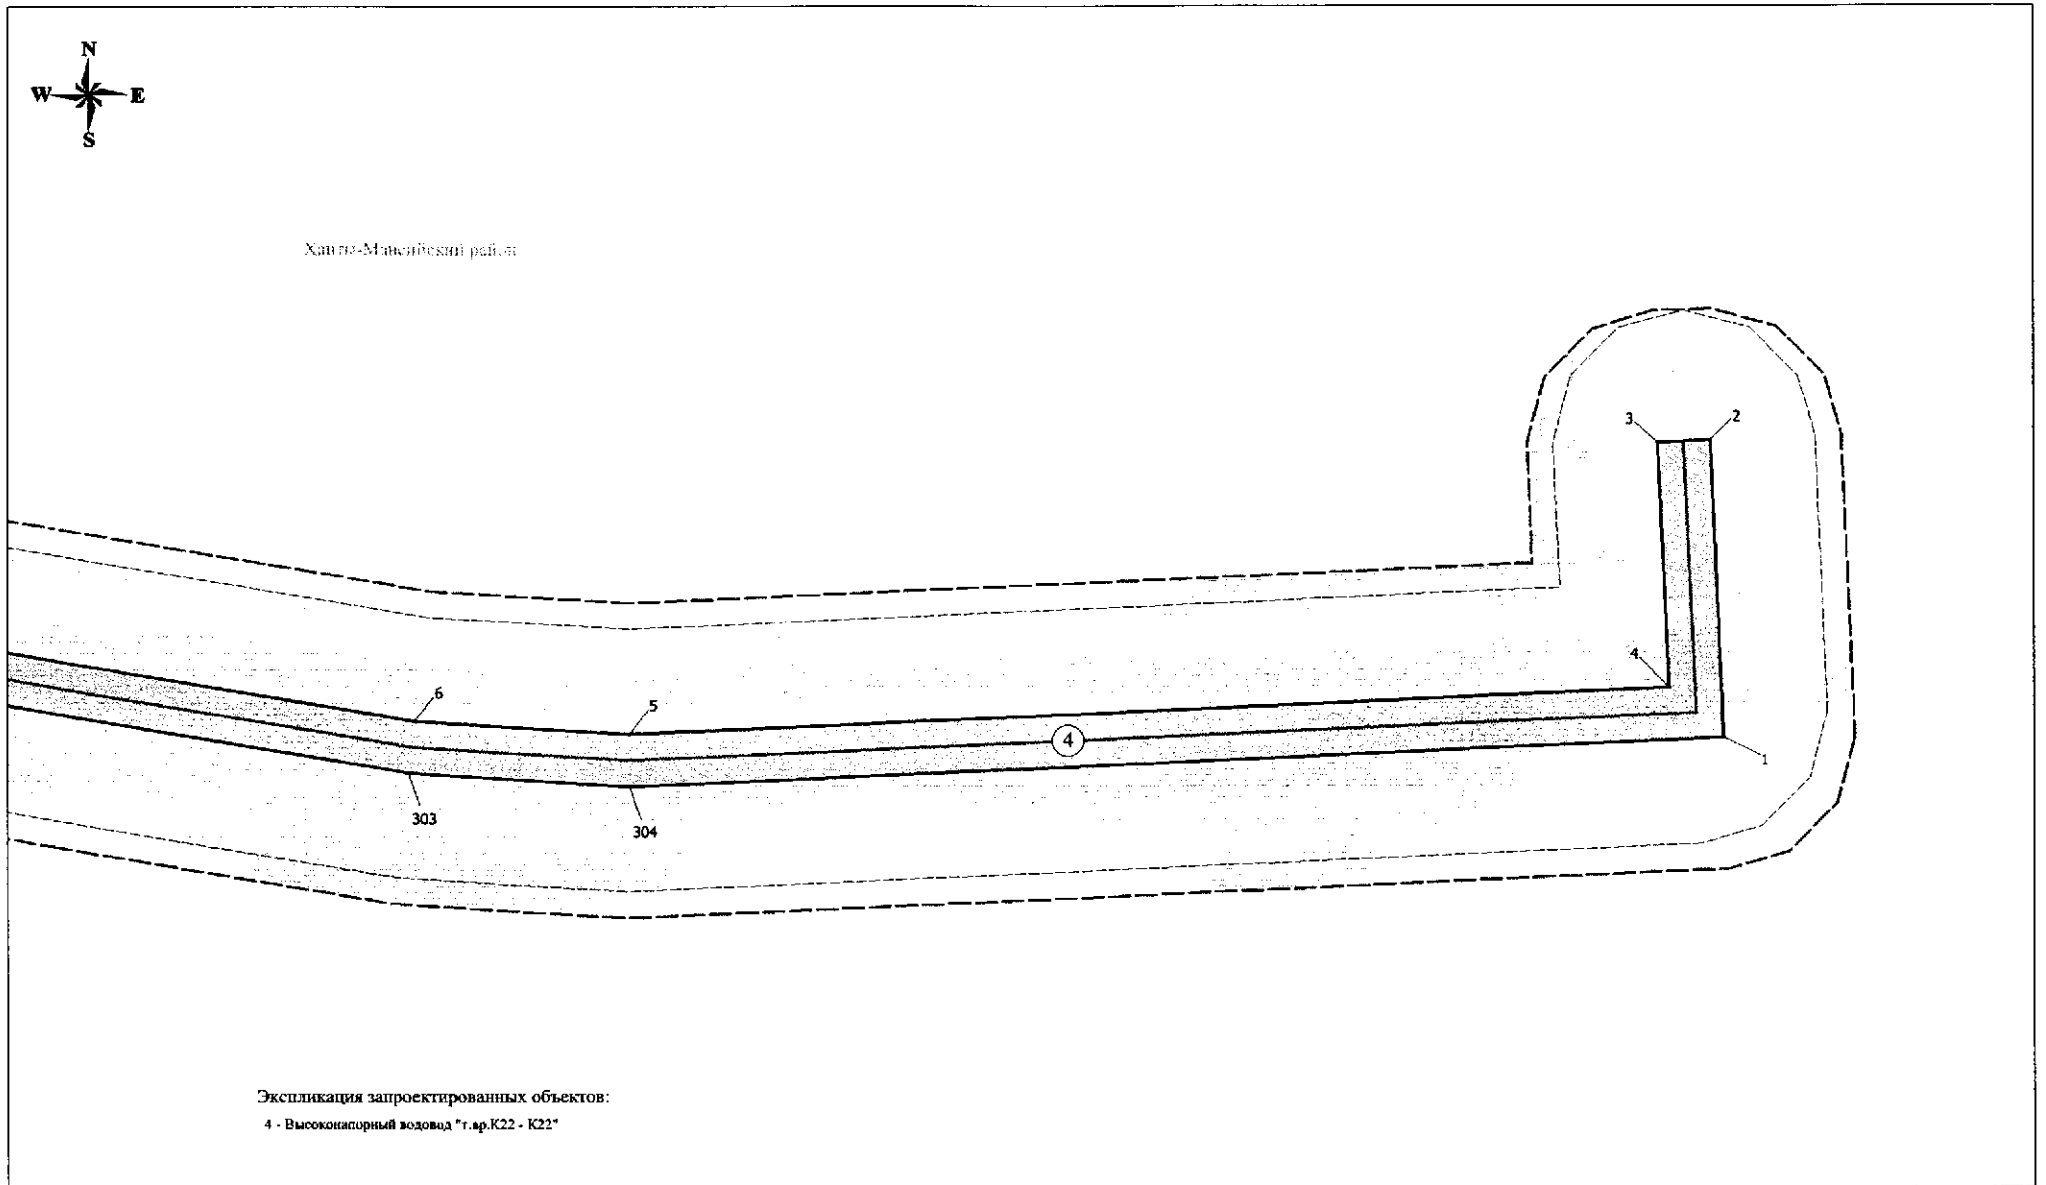 N
W E
S
Ханты-Мансийский район
3 2
4
6
5
4
1
303
304
Экспликация запроектированных объектов:
4 - Высоконапорный водовод "т.вр.К22 - К22"